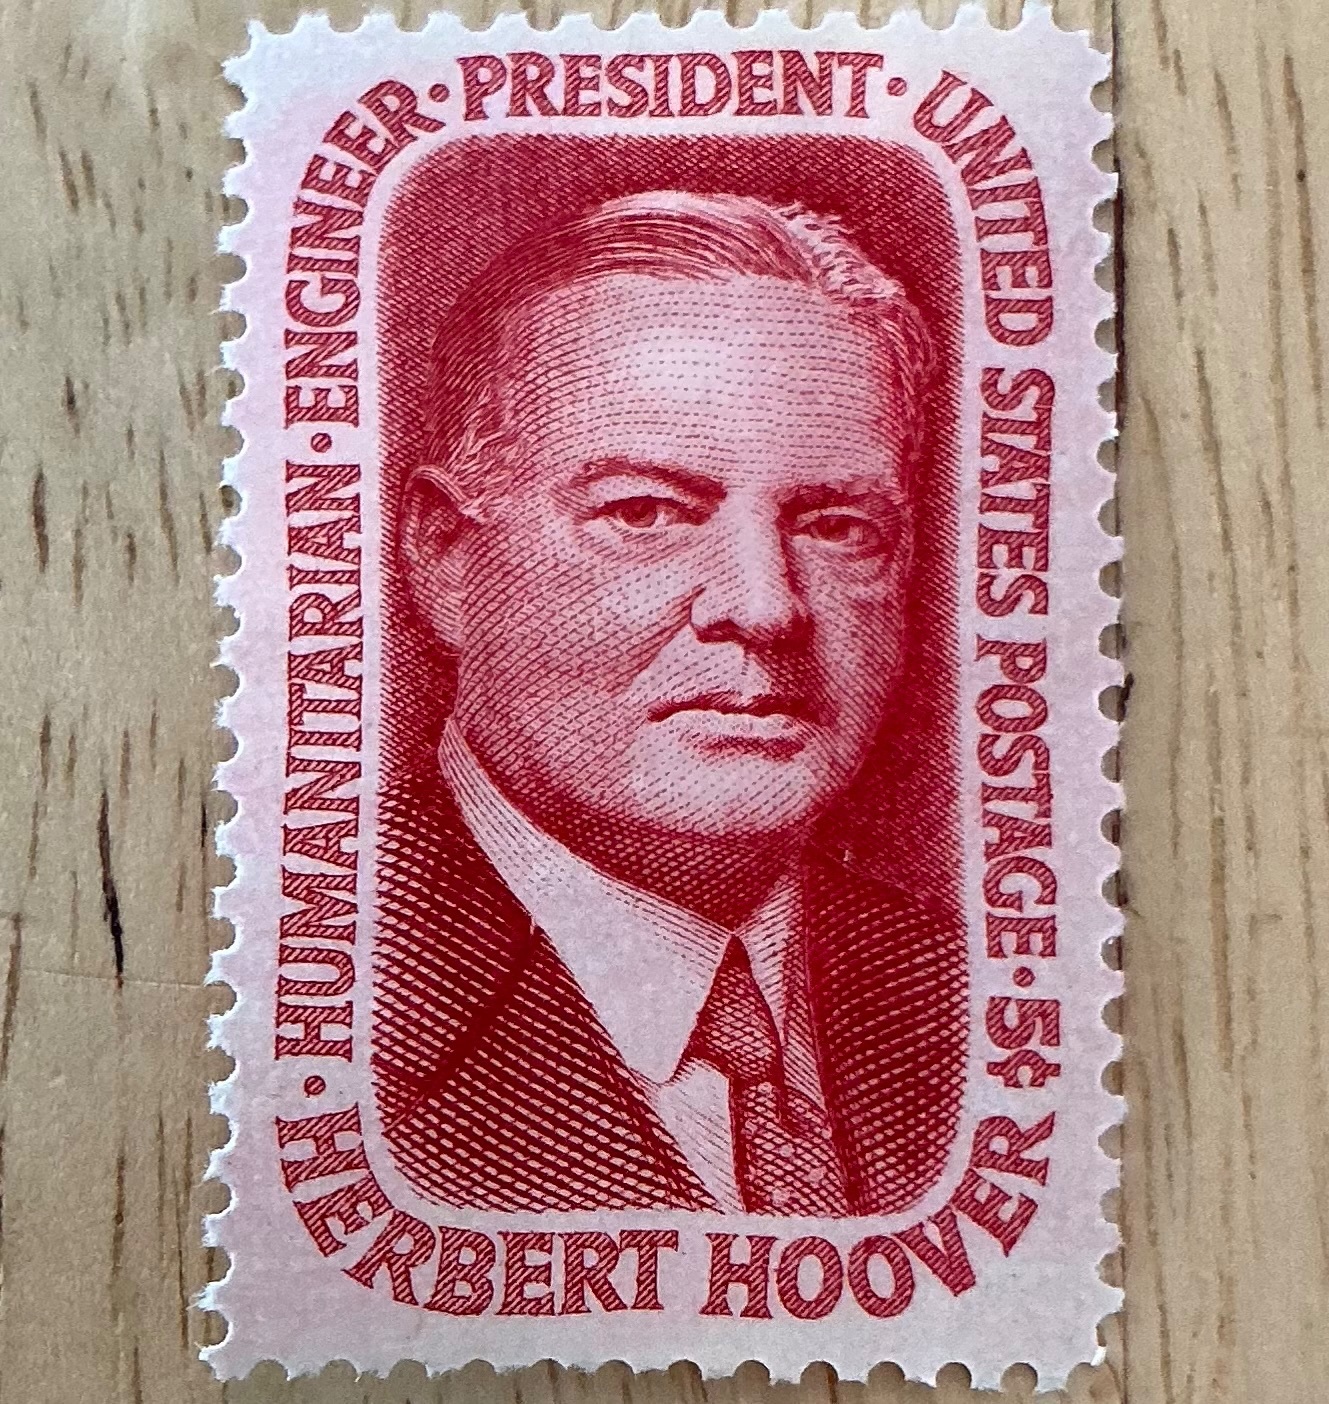 HERBERT HOOVER
· HUMANITARIAN · ENGINEER · PRESIDENT ·
UNITED STATES POSTAGE · 5¢